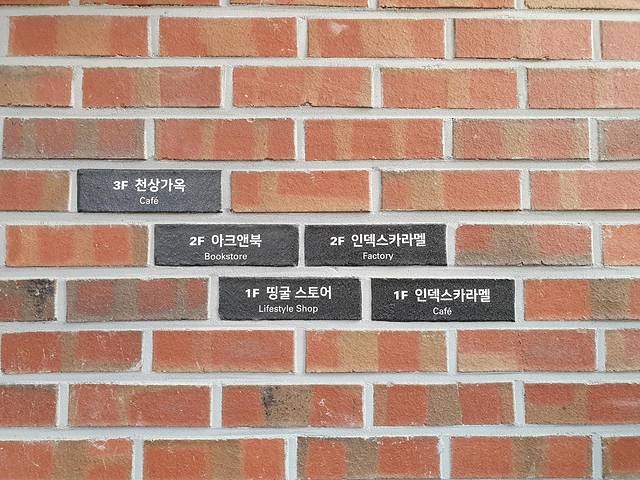 3F 천상가옥
Café
2F 아크앤북
Bookstore
2F 인덱스카라멜
Factory
1F 띵굴 스토어
Lifestyle Shop
1F 인덱스카라멜
Café